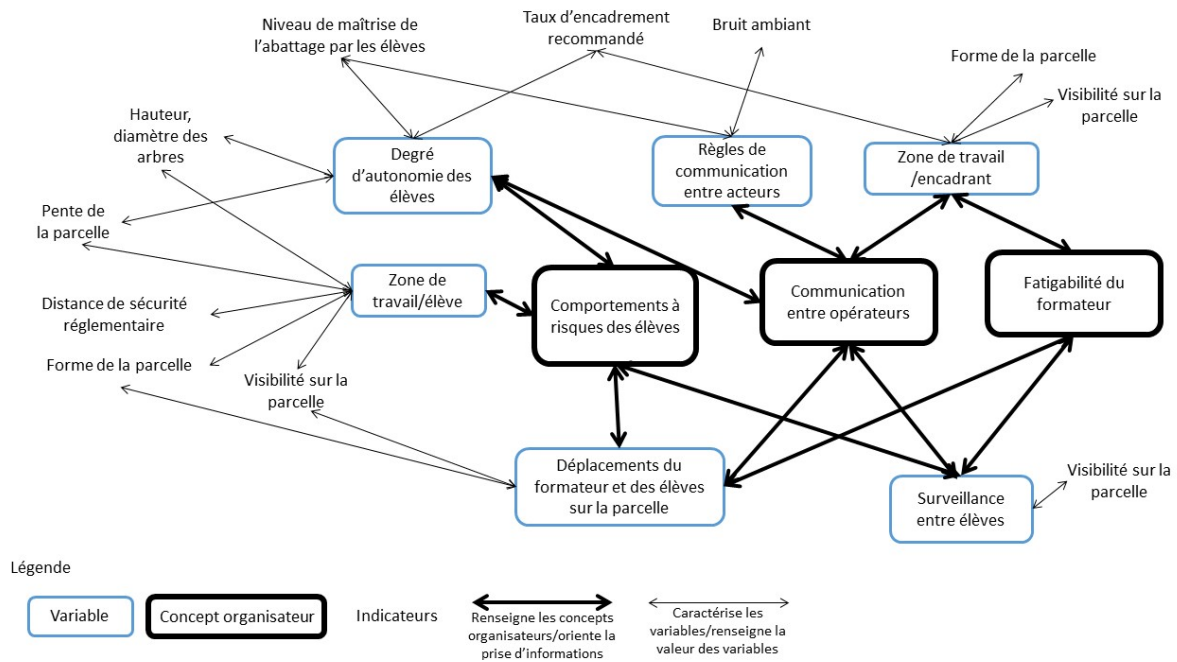 Niveau de maîtrise de
l’abattage par les élèves
Taux d’encadrement
recommandé
Bruit ambiant
Forme de la parcelle
Visibilité sur la
parcelle
Hauteur,
diamètre des
arbres
Degré
d’autonomie des
élèves
Règles de
communication
entre acteurs
Zone de travail
/encadrant
Pente de
la parcelle
Zone de
travail/élève
Comportements à
risques des élèves
Communication
entre opérateurs
Fatigabilité du
formateur
Distance de sécurité
réglementaire
Forme de la parcelle
Visibilité sur la
parcelle
Déplacements du
formateur et des élèves
sur la parcelle
Surveillance
entre élèves
Visibilité sur la
parcelle
Légende
Variable
Concept organisateur
Indicateurs
Renseigne les concepts
organisateurs/oriente la
prise d’informations
Caractérise les
variables/renseigne la
valeur des variables